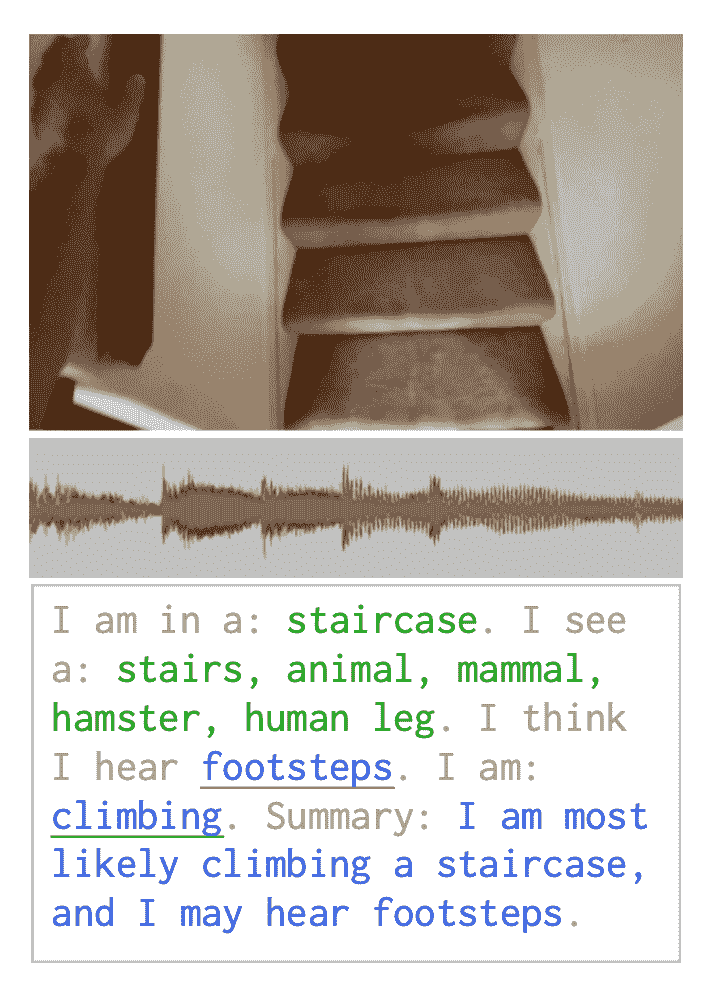 I am in a: staircase. I see
a: stairs, animal, mammal,
hamster, human leg. I think
I hear footsteps. I am:
climbing. Summary: I am most
likely climbing a staircase,
and I may hear footsteps.